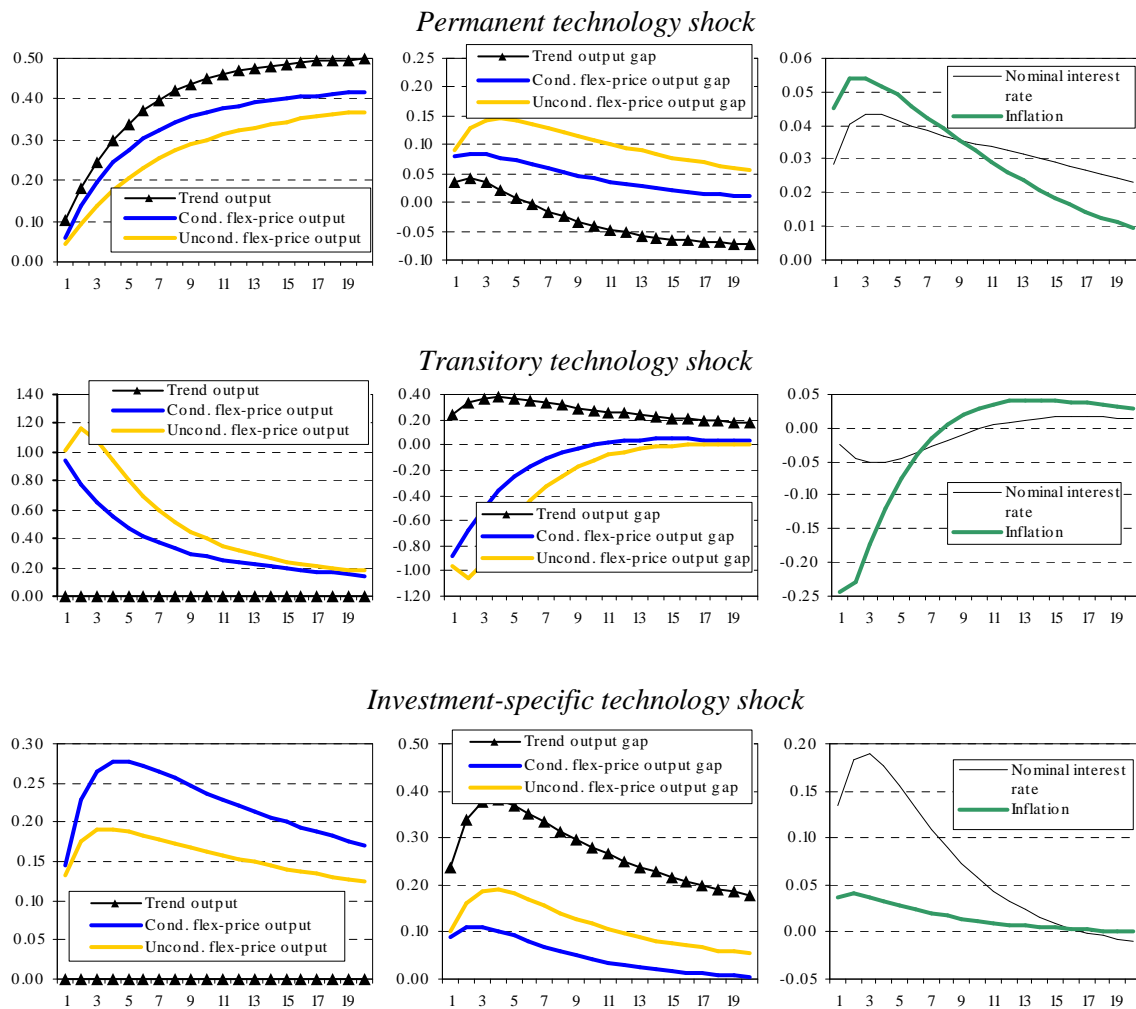 Permanent technology shock
0.50
0.40
0.30
0.20
0.10
0.00
Trend output
Cond. flex-price output
Uncond. flex-price output
1 3 5 7 9 11 13 15 17 19
0.25
0.20
0.15
0.10
0.05
0.00
-0.05
-0.10
Trend output gap
Cond. flex-price output gap
Uncond. flex-price output gap
1 3 5 7 9 11 13 15 17 19
0.06
0.05
0.04
0.03
0.02
0.01
0.00
Nominal interest
rate
Inflation
1 3 5 7 9 11 13 15 17 19
Transitory technology shock
1.40
1.20
1.00
0.80
0.60
0.40
0.20
0.00
Trend output
Cond. flex-price output
Uncond. flex-price output
1 3 5 7 9 11 13 15 17 19
0.40
0.20
0.00
-0.20
-0.40
-0.60
-0.80
-1.00
-1.20
Trend output gap
Cond. flex-price output gap
Uncond. flex-price output gap
1 3 5 7 9 11 13 15 17 19
0.05
0.00
-0.05
-0.10
-0.15
-0.20
-0.25
Nominal interest
rate
Inflation
1 3 5 7 9 11 13 15 17 19
Investment-specific technology shock
0.30
0.25
0.20
0.15
0.10
0.05
0.00
Trend output
Cond. flex-price output
Uncond. flex-price output
1 3 5 7 9 11 13 15 17 19
0.50
0.40
0.30
0.20
0.10
0.00
Trend output gap
Cond. flex-price output gap
Uncond. flex-price output gap
1 3 5 7 9 11 13 15 17 19
0.20
0.15
0.10
0.05
0.00
-0.05
Nominal interest
rate
Inflation
1 3 5 7 9 11 13 15 17 19